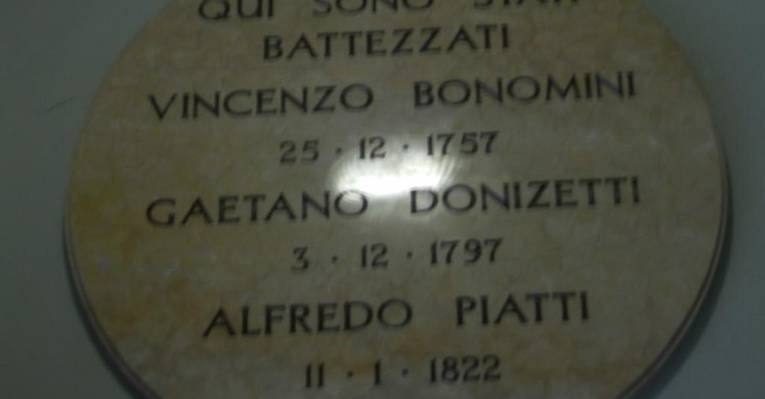 QUI SONO STATI
BATTEZZATI
VINCENZO BONOMINI
25 · 12 · 1757
GAETANO DONIZETTI
3 · 12 · 1797
ALFREDO PIATTI
11 · 1 · 1822